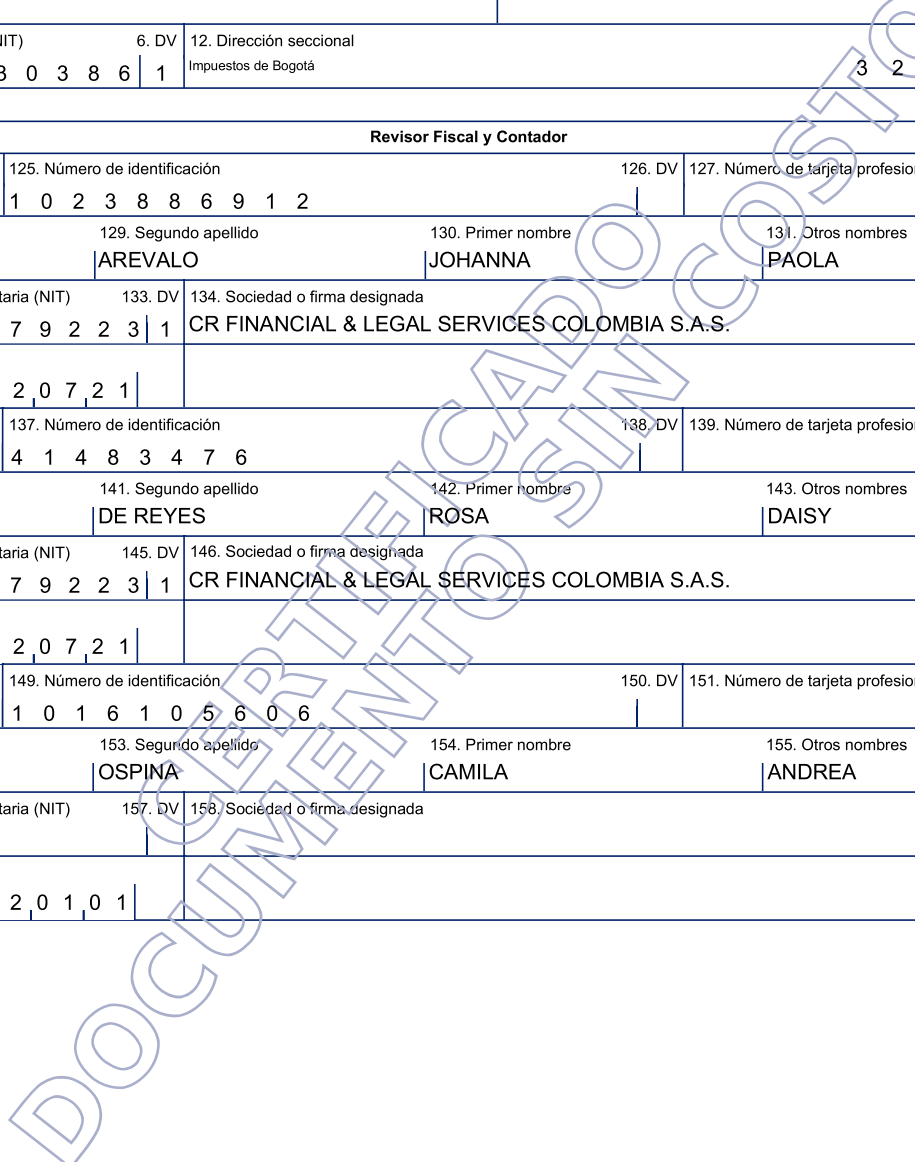 NIT) 6. DV 12. Dirección seccional
8 0 3 8 6 1 Impuestos de Bogotá 3 2
Revisor Fiscal y Contador
125. Número de identificación 126. DV 127. Número de tarjeta profesio
1 0 2 3 8 8 6 9 1 2
129. Segundo apellido 130. Primer nombre 131. Otros nombres
AREVALO JOHANNA PAOLA
taria (NIT) 133. DV 134. Sociedad o firma designada
7 9 2 2 3 1 CR FINANCIAL & LEGAL SERVICES COLOMBIA S.A.S.
2 0 7 2 1
137. Número de identificación 138. DV 139. Número de tarjeta profesio
4 1 4 8 3 4 7 6
141. Segundo apellido 142. Primer nombre 143. Otros nombres
DE REYES ROSA DAISY
taria (NIT) 145. DV 146. Sociedad o firma designada
7 9 2 2 3 1 CR FINANCIAL & LEGAL SERVICES COLOMBIA S.A.S.
2 0 7 2 1
149. Número de identificación 150. DV 151. Número de tarjeta profesio
1 0 1 6 1 0 5 6 0 6
153. Segundo apellido 154. Primer nombre 155. Otros nombres
OSPINA CAMILA ANDREA
taria (NIT) 157. DV 158. Sociedad o firma designada
2 0 1 0 1
CERTIFICADO
DOCUMENTO SIN COSTO